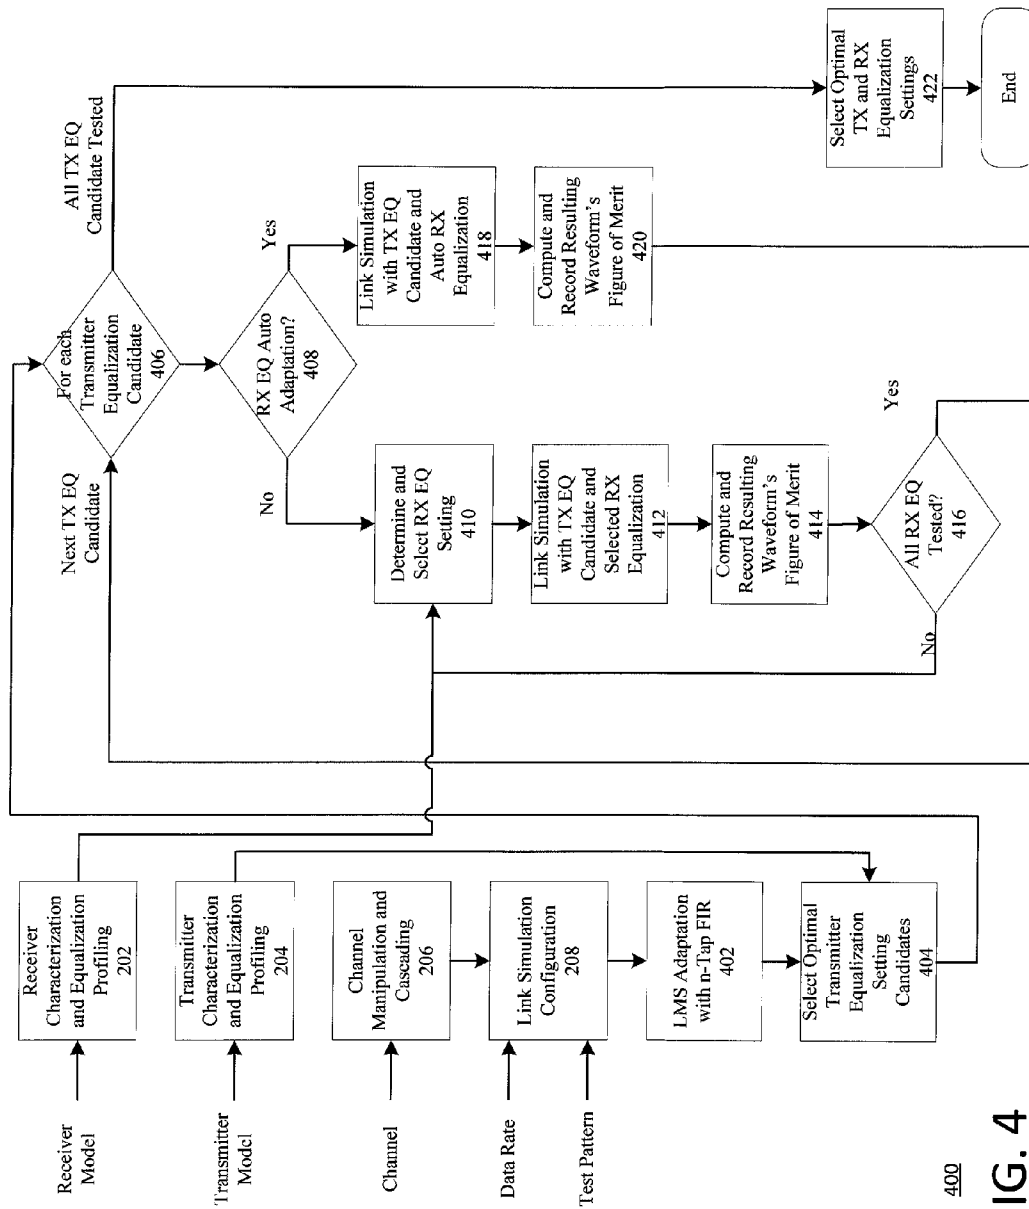 Receiver
Model
Transmitter
Model
Channel
Data Rate
Test Pattern
Receiver
Characterization
and Equalization
Profiling
202
Transmitter
Characterization
and Equalization
Profiling
204
Channel
Manipulation and
Cascading
206
Link Simulation
Configuration
208
LMS Adaptation
with n-Tap FIR
402
Select Optimal
Transmitter
Equalization
Setting
Candidates
404
Next TX EQ
Candidate
For each
Transmitter
Equalization
Candidate
406
All TX EQ
Candidate Tested
RX EQ Auto
Adaptation?
408
No
Yes
Determine and
Select RX EQ
Setting
410
Link Simulation
with TX EQ
Candidate and
Selected RX
Equalization
412
Compute and
Record Resulting
Waveform's
Figure of Merit
414
All RX EQ
Tested?
416
No
Yes
Link Simulation
with TX EQ
Candidate and
Auto RX
Equalization
418
Compute and
Record Resulting
Waveform's
Figure of Merit
420
Select Optimal
TX and RX
Equalization
Settings
422
End
400
IG. 4